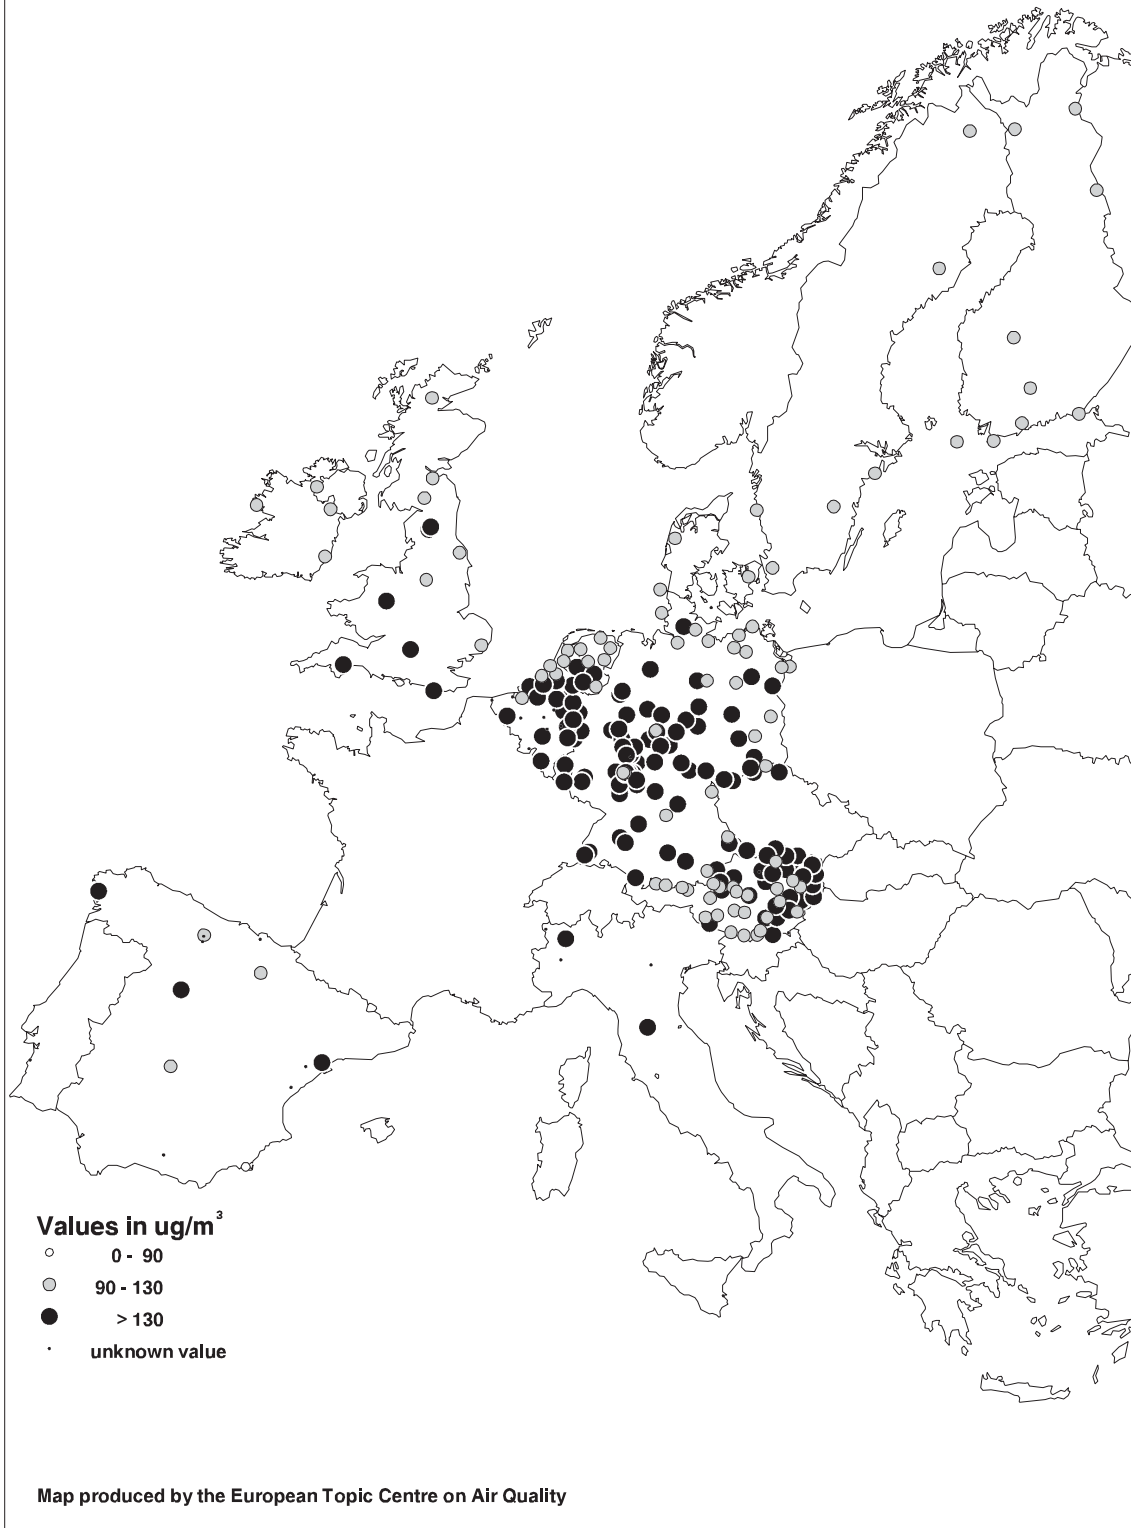 Values in ug/m³
0 - 90
90 - 130
> 130
unknown value
Map produced by the European Topic Centre on Air Quality